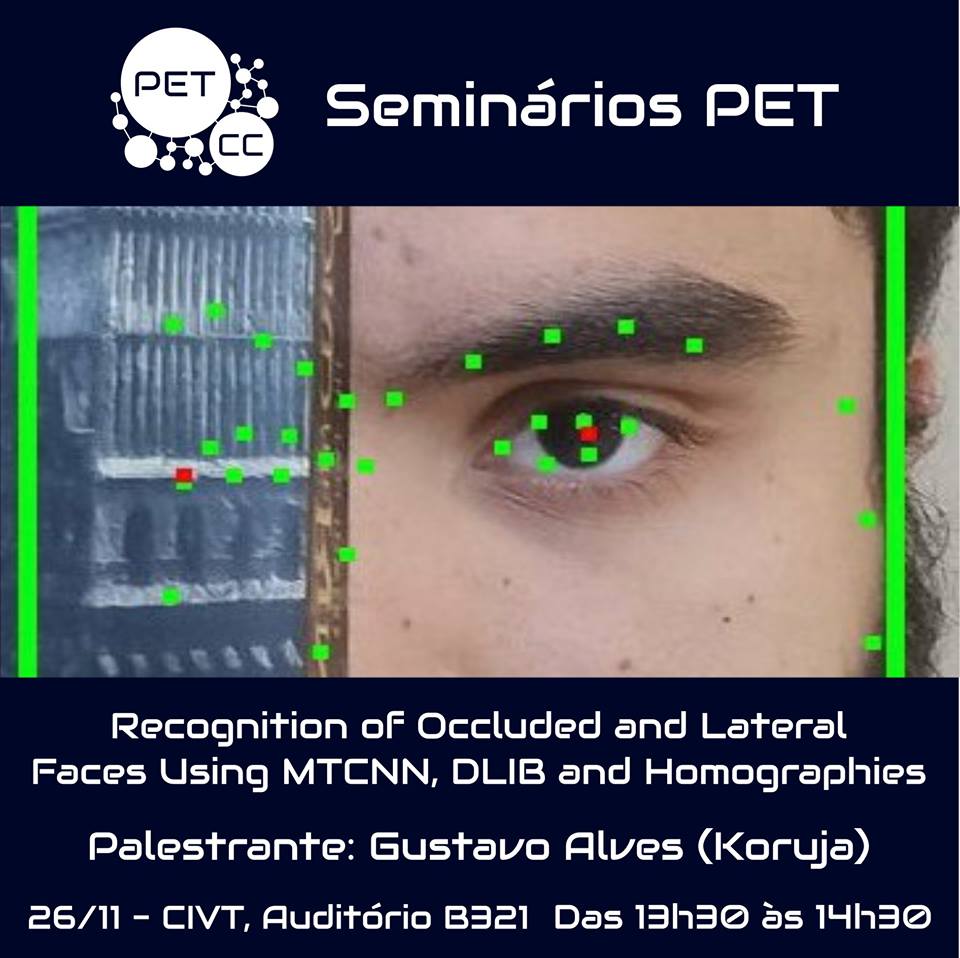 PET
CC
Seminários PET
Recognition of Occluded and Lateral
Faces Using MTCNN, DLIB and Homographies
Palestrante: Gustavo Alves (Koruja)
26/11 - CIVT, Auditório B321 Das 13h30 às 14h30